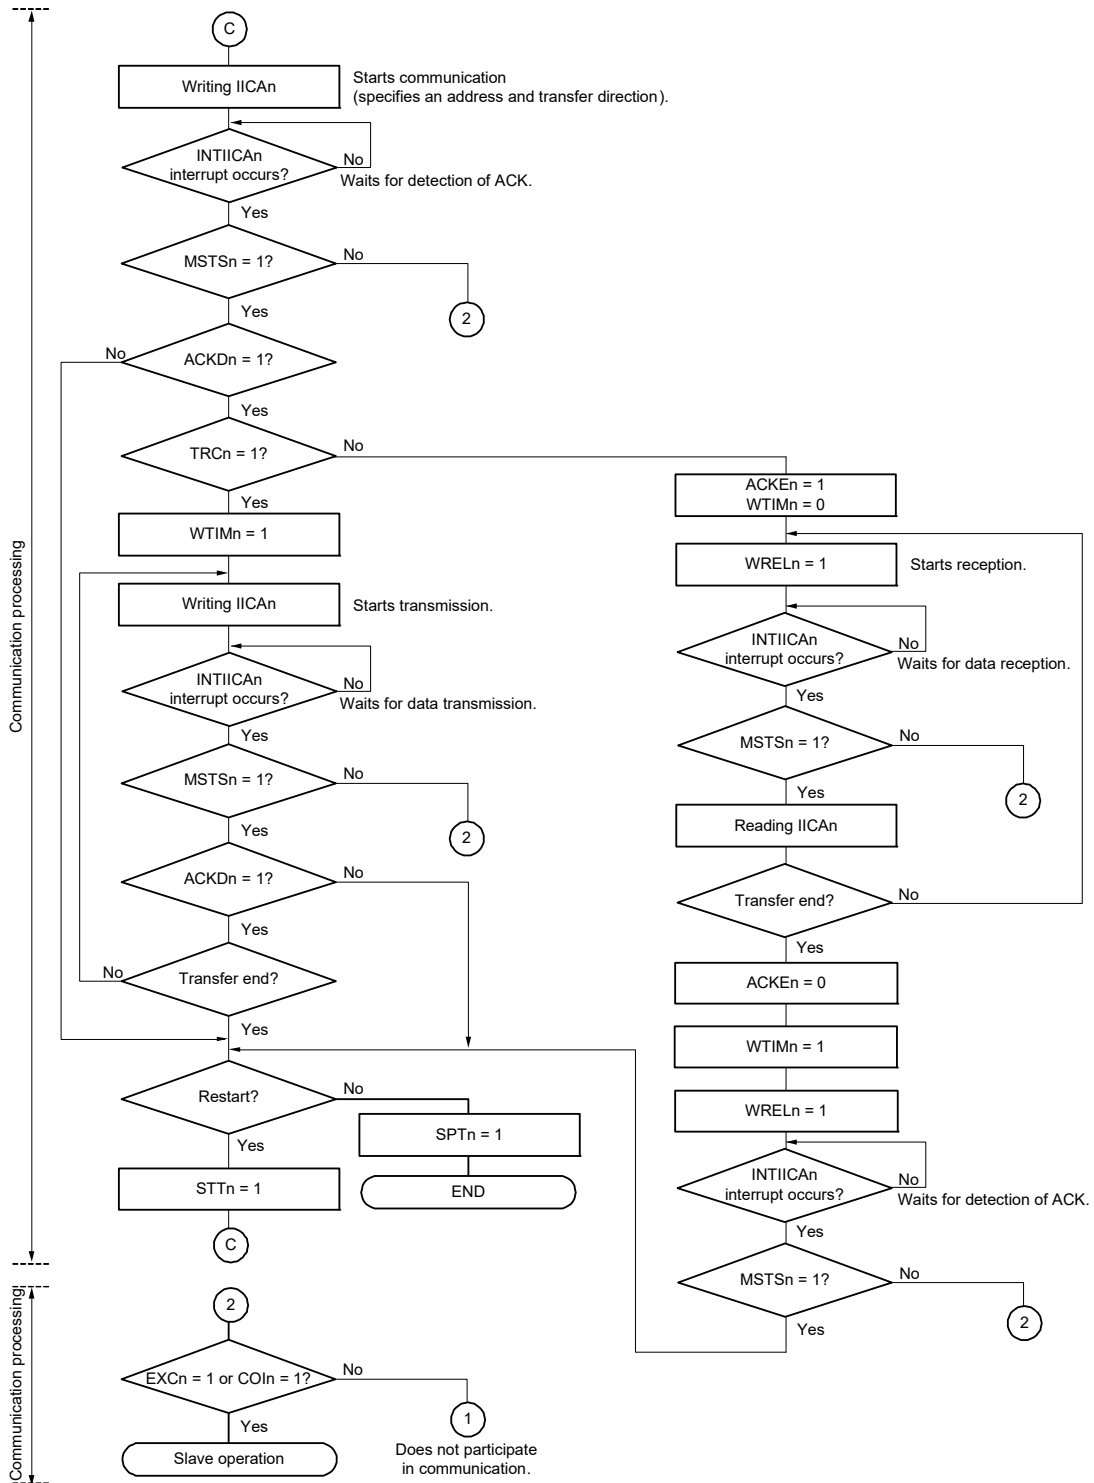 C
Writing IICAn
Starts communication
(specifies an address and transfer direction).
INTIICAn
interrupt occurs?
No
Waits for detection of ACK.
Yes
MSTSn = 1?
No
2
Yes
ACKDn = 1?
No
Yes
TRCn = 1?
No
Yes
WTIMn = 1
Writing IICAn
Starts transmission.
INTIICAn
interrupt occurs?
No
Waits for data transmission.
Yes
MSTSn = 1?
No
2
Yes
ACKDn = 1?
No
Yes
Transfer end?
No
Yes
Restart?
No
SPTn = 1
END
Yes
STTn = 1
C
ACKEn = 1
WTIMn = 0
WRELn = 1
Starts reception.
INTIICAn
interrupt occurs?
No
Waits for data reception.
Yes
MSTSn = 1?
No
2
Yes
Reading IICAn
Transfer end?
No
Yes
ACKEn = 0
WTIMn = 1
WRELn = 1
INTIICAn
interrupt occurs?
No
Waits for detection of ACK.
Yes
MSTSn = 1?
No
2
Yes
Communication processing
2
EXCn = 1 or COIn = 1?
No
1
Does not participate
in communication.
Yes
Slave operation
Communication processing